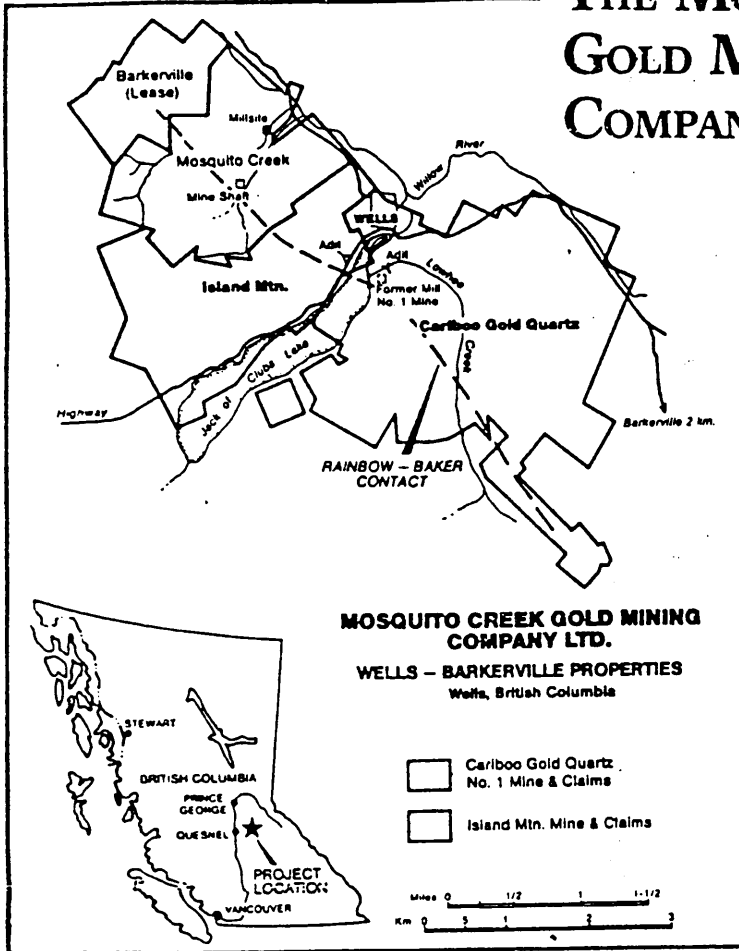 THE MO
GOLD M
COMPAN
Barkerville
(Lease)
Millsite
Mosquito Creek
Mine Shaft
Willow River
WELLS
Adit
Adit
Lowhee
Island Mtn.
Former Mill
No. 1 Mine
Cariboo Gold Quartz
Creek
Jack of Clubs Lake
Highway
Barkerville 2 km.
RAINBOW – BAKER
CONTACT
MOSQUITO CREEK GOLD MINING
COMPANY LTD.
WELLS – BARKERVILLE PROPERTIES
Wells, British Columbia
STEWART
BRITISH COLUMBIA
PRINCE
GEORGE
QUESNEL
PROJECT
LOCATION
VANCOUVER
Cariboo Gold Quartz
No. 1 Mine & Claims
Island Mtn. Mine & Claims
Miles 0 1/2 1 1-1/2
Km 0 .5 1 2 3